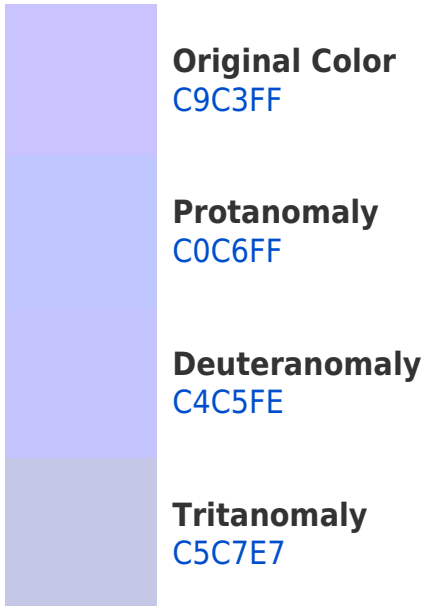 Original Color
C9C3FF
Protanomaly
C0C6FF
Deuteranomaly
C4C5FE
Tritanomaly
C5C7E7